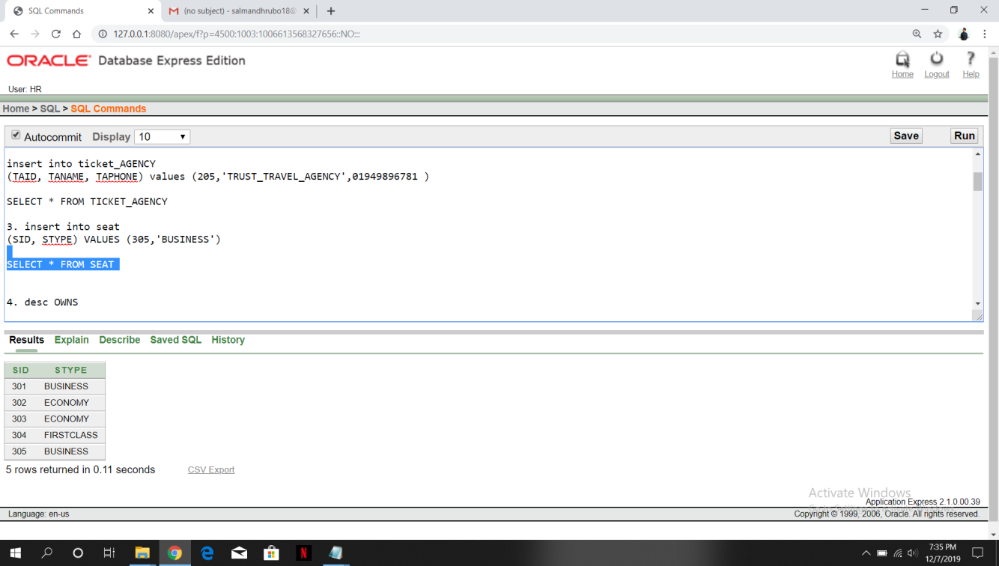 SQL Commands
(no subject) - salmandhrubo18@
127.0.0.1:8080/apex/f?p=4500:1003:1006613568327656::NO:::
ORACLE Database Express Edition
Home Logout Help
User: HR
Home > SQL > SQL Commands
Autocommit Display 10 Save Run
insert into ticket_AGENCY
(TAID, TANAME, TAPHONE) values (205,'TRUST_TRAVEL_AGENCY',01949896781 )
SELECT * FROM TICKET_AGENCY
3. insert into seat
(SID, STYPE) VALUES (305,'BUSINESS')
SELECT * FROM SEAT
4. desc OWNS
Results Explain Describe Saved SQL History
SID STYPE
301 BUSINESS
302 ECONOMY
303 ECONOMY
304 FIRSTCLASS
305 BUSINESS
5 rows returned in 0.11 seconds CSV Export
Activate Windows
Application Express 2.1.0.00.39
Language: en-us Copyright © 1999, 2006, Oracle. All rights reserved.
7:35 PM
12/7/2019